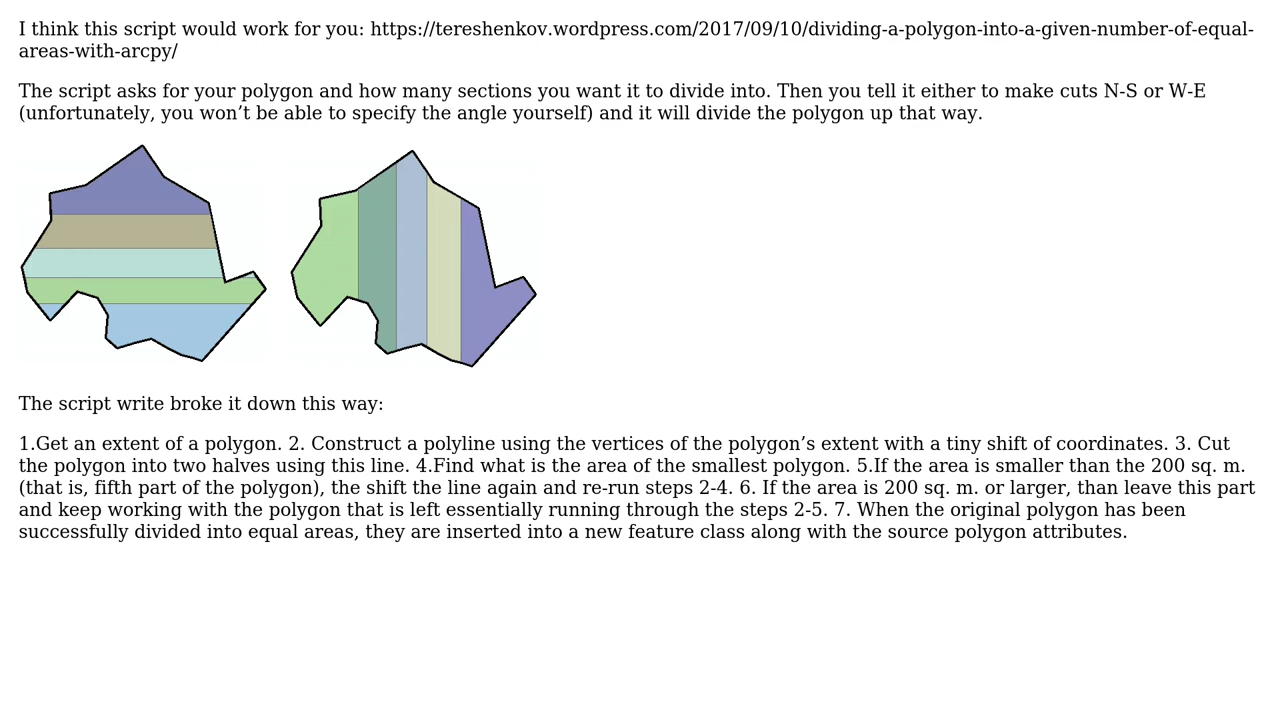 I think this script would work for you: https://tereshenkov.wordpress.com/2017/09/10/dividing-a-polygon-into-a-given-number-of-equal-
areas-with-arcpy/
The script asks for your polygon and how many sections you want it to divide into. Then you tell it either to make cuts N-S or W-E
(unfortunately, you won’t be able to specify the angle yourself) and it will divide the polygon up that way.
The script write broke it down this way:
1.Get an extent of a polygon. 2. Construct a polyline using the vertices of the polygon’s extent with a tiny shift of coordinates. 3. Cut
the polygon into two halves using this line. 4.Find what is the area of the smallest polygon. 5.If the area is smaller than the 200 sq. m.
(that is, fifth part of the polygon), the shift the line again and re-run steps 2-4. 6. If the area is 200 sq. m. or larger, than leave this part
and keep working with the polygon that is left essentially running through the steps 2-5. 7. When the original polygon has been
successfully divided into equal areas, they are inserted into a new feature class along with the source polygon attributes.